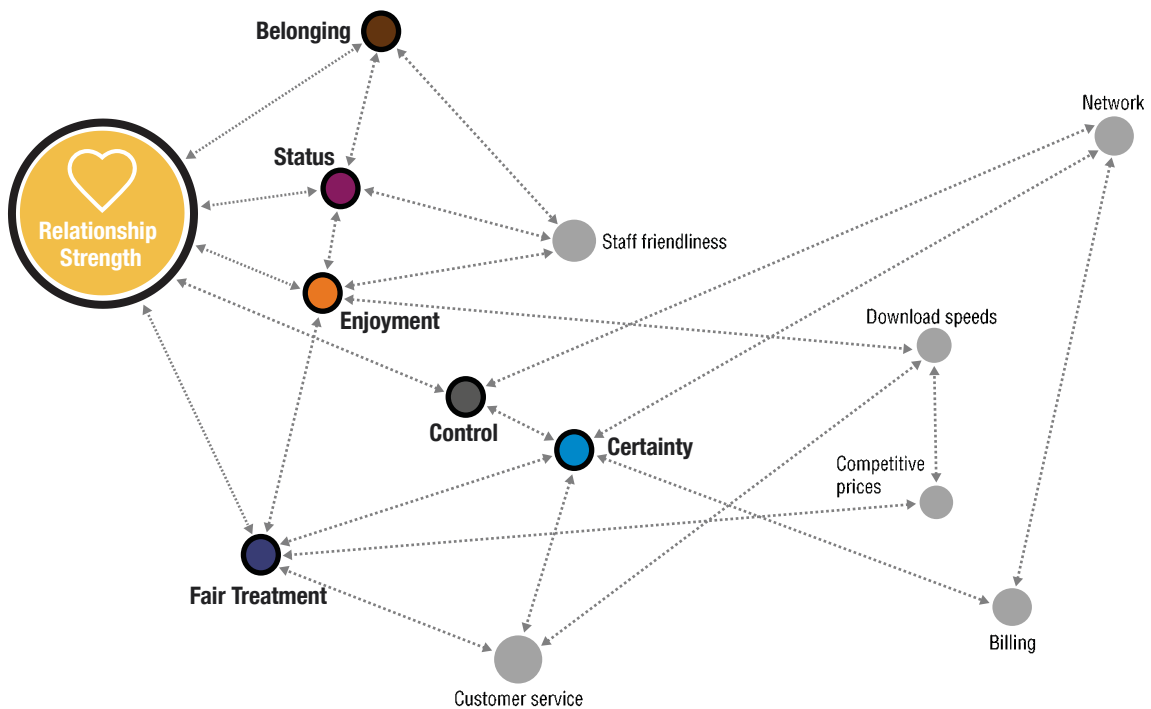 Belonging
Network
Status
Relationship
Strength
Staff friendliness
Enjoyment
Download speeds
Control
Certainty
Competitive
prices
Fair Treatment
Billing
Customer service